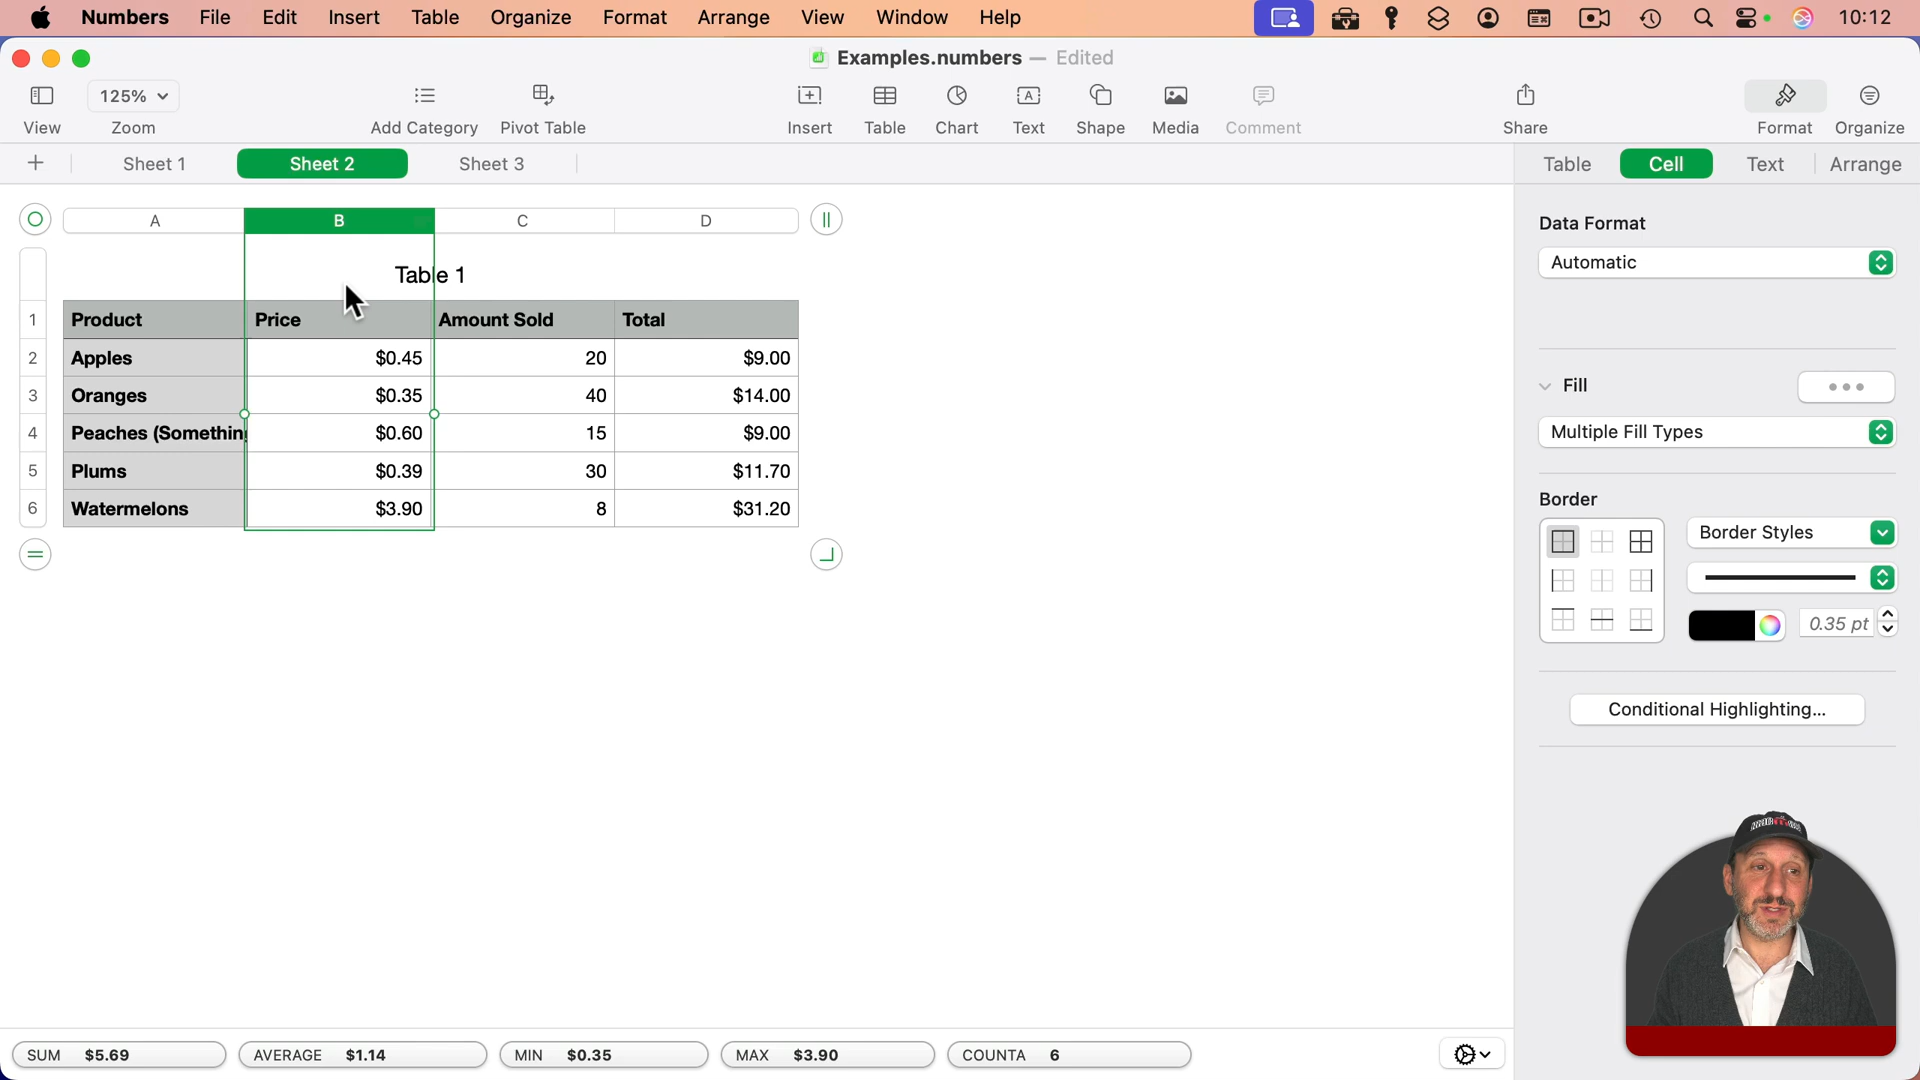 Numbers File Edit Insert Table Organize Format Arrange View Window Help 10:12
Examples.numbers — Edited
125%
View Zoom Add Category Pivot Table Insert Table Chart Text Shape Media Comment Share Format Organize
Sheet 1 Sheet 2 Sheet 3 Table Cell Text Arrange
A B C D
Table 1
1 Product Price Amount Sold Total
2 Apples $0.45 20 $9.00
3 Oranges $0.35 40 $14.00
4 Peaches (Somethin $0.60 15 $9.00
5 Plums $0.39 30 $11.70
6 Watermelons $3.90 8 $31.20
Data Format
Automatic
Fill
Multiple Fill Types
Border
Border Styles
0.35 pt
Conditional Highlighting...
SUM $5.69 AVERAGE $1.14 MIN $0.35 MAX $3.90 COUNTA 6